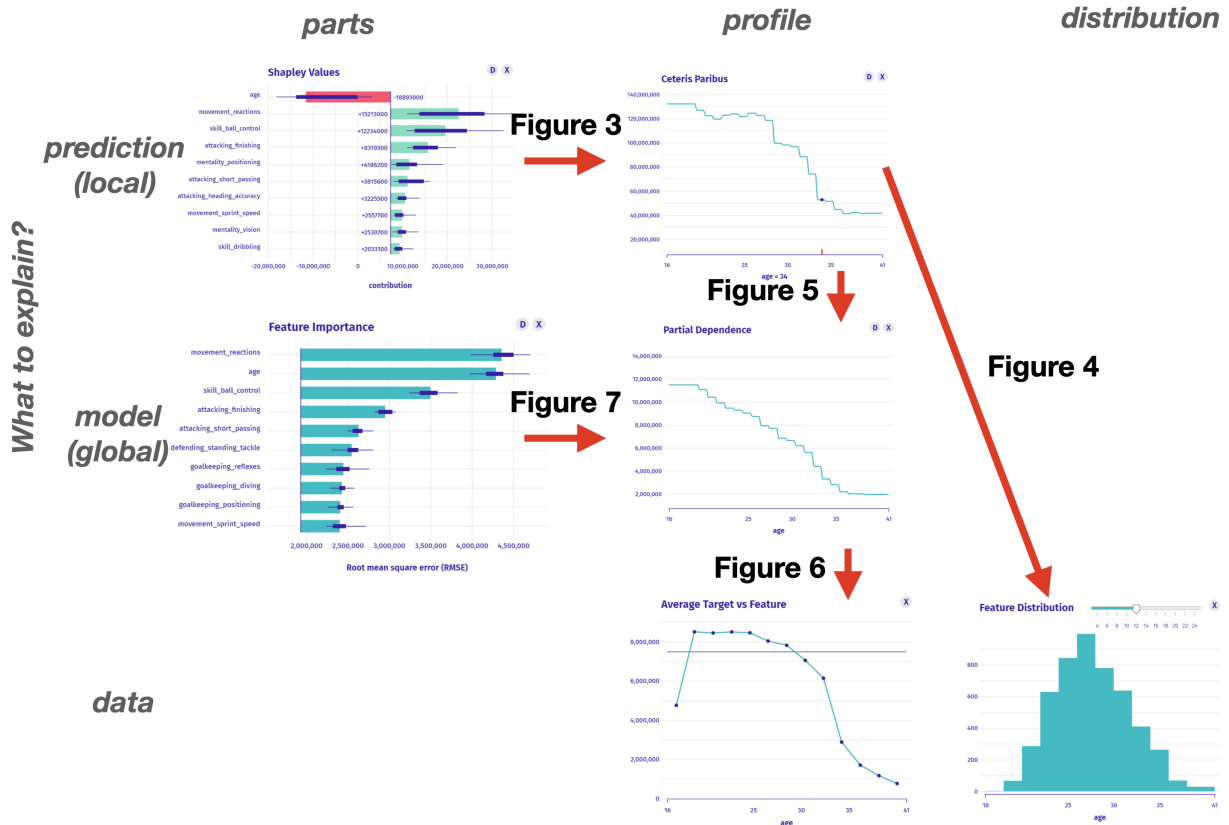 parts
profile
distribution
What to explain?
prediction
(local)
Shapley Values
D X
age
-18893000
movement_reactions
+15213000
skill_ball_control
+12234000
attacking_finishing
+8319300
mentality_positioning
+4186200
attacking_short_passing
+3815600
attacking_heading_accuracy
+3225500
movement_sprint_speed
+2557700
mentality_vision
+2530700
skill_dribbling
+2033100
-20,000,000 -10,000,000 0 10,000,000 20,000,000 30,000,000
contribution
Figure 3
Ceteris Paribus
D X
140,000,000
120,000,000
100,000,000
80,000,000
60,000,000
40,000,000
20,000,000
16 25 30 35 41
age = 34
Figure 5
model
(global)
Feature Importance
D X
movement_reactions
age
skill_ball_control
attacking_finishing
attacking_short_passing
defending_standing_tackle
goalkeeping_reflexes
goalkeeping_diving
goalkeeping_positioning
movement_sprint_speed
2,000,000 2,500,000 3,000,000 3,500,000 4,000,000 4,500,000
Root mean square error (RMSE)
Figure 7
Partial Dependence
D X
14,000,000
12,000,000
10,000,000
8,000,000
6,000,000
4,000,000
2,000,000
16 25 30 35 41
age
Figure 4
Figure 6
data
Average Target vs Feature
X
8,000,000
6,000,000
4,000,000
2,000,000
0
16 25 30 35 41
age
Feature Distribution
X
4 6 8 10 12 14 16 18 20 22 24
800
600
400
200
0
16 25 30 35 41
age